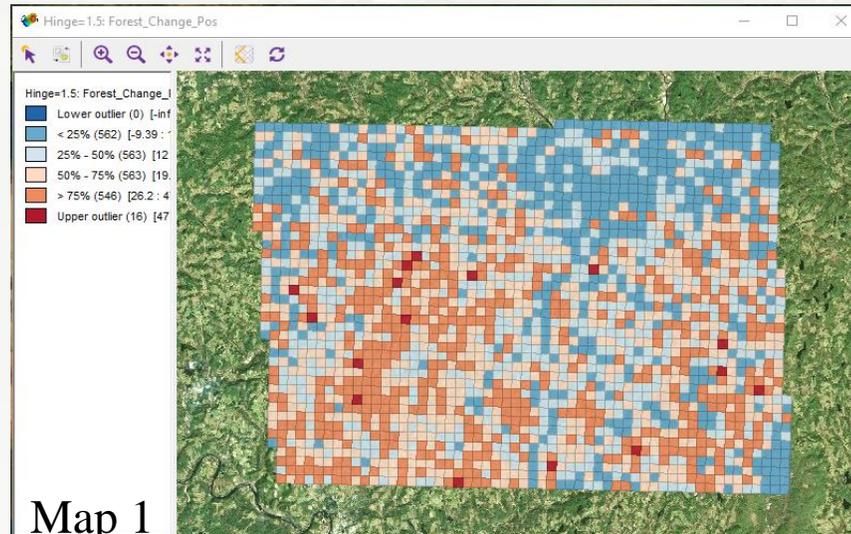 Hinge=1.5: Forest_Change_Pos
Hinge=1.5: Forest_Change_
Lower outlier (0) [-inf
< 25% (562) [-9.39 :
25% - 50% (563) [12
50% - 75% (563) [19.
> 75% (546) [26.2 : 4
Upper outlier (16) [47
Map 1